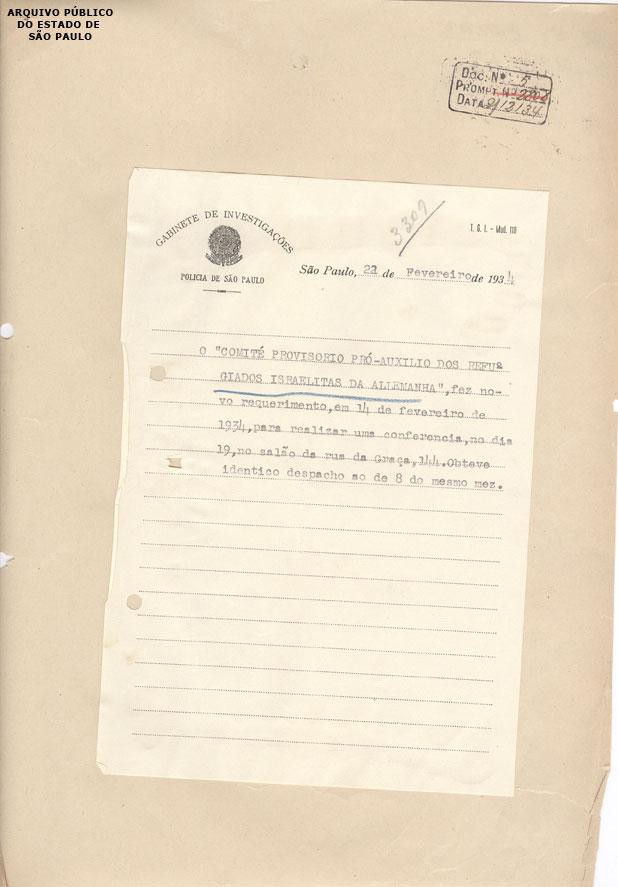 ARQUIVO PÚBLICO
DO ESTADO DE
SÃO PAULO
DOC. Nº 5
PROMPT. Nº
DATA
3309
GABINETE DE INVESTIGAÇÕES
POLICIA DE SÃO PAULO
T. G. I. - Mod. 110
São Paulo, 22 de Fevereiro de 1934
O "COMITÉ PROVISORIO PRÓ-AUXILIO DOS REFU=
GIADOS ISRAELITAS DA ALLEMANHA", fez no-
vo requerimento, em 14 de fevereiro de
1934, para realizar uma conferencia, no dia
19, no salão da rua da Graça, 144. Obteve
identico despacho ao de 8 do mesmo mez.